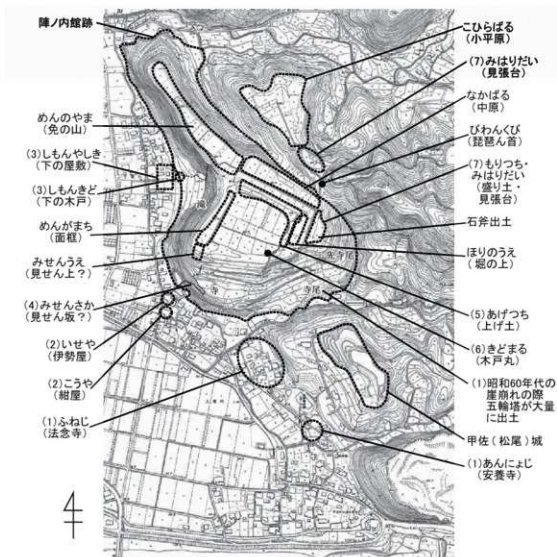 陣ノ内館跡
めんのやま
(免の山)
(3)しもんやしき
(下の屋敷)
(3)しもんきど
(下の木戸)
めんがまち
(面框)
みせんうえ
(見せん上?)
(4)みせんさか
(見せん坂?)
(2)いせや
(伊勢屋)
(2)こうや
(紺屋)
(1)ふねじ
(法念寺)
こひらばる
(小平原)
(7)みはりだい
(見張台)
なかばる
(中原)
びわんくび
(琵琶ん首)
(7)もりつち・
みはりだい
(盛り土・
見張台)
石斧出土
ほりのうえ
(堀の上)
(5)あげつち
(上げ土)
(6)きどまる
(木戸丸)
(1)昭和60年代の
崖崩れの際
五輪塔が大量
に出土
甲佐(松尾)城
(1)あんにょじ
(安養寺)
滝
寺尾
寺